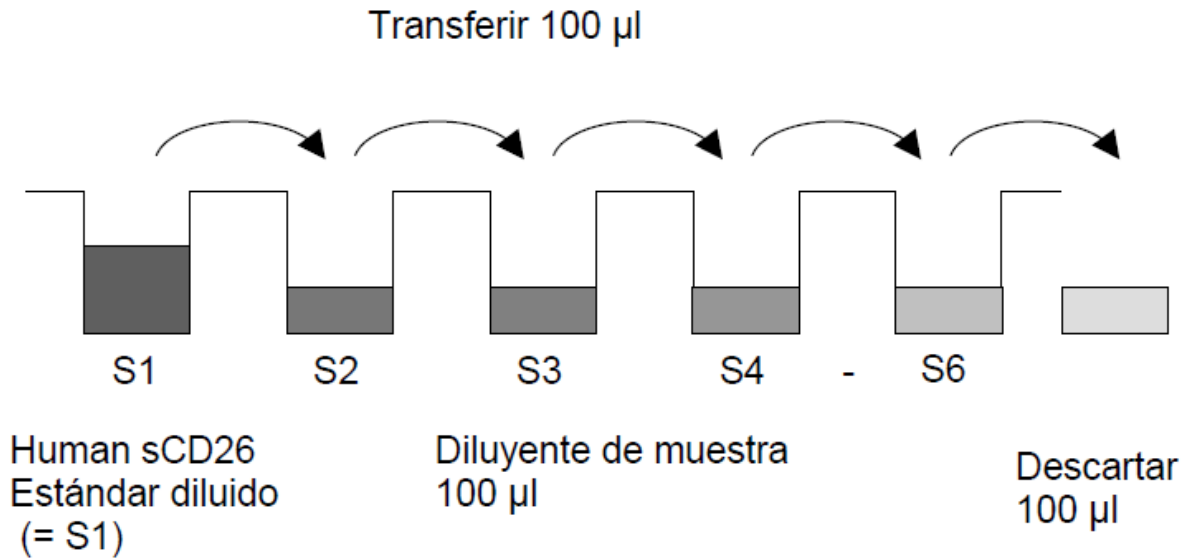 Transferir 100 µl
S1 S2 S3 S4 - S6
Human sCD26
Estándar diluido
(= S1)
Diluyente de muestra
100 µl
Descartar
100 µl